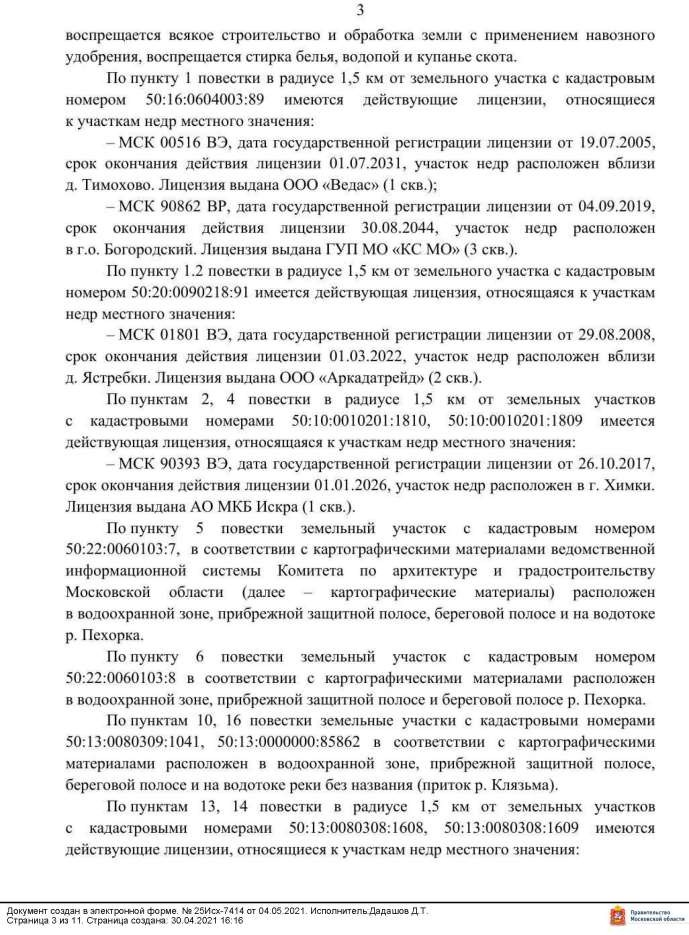 3
воспрещается всякое строительство и обработка земли с применением навозного
удобрения, воспрещается стирка белья, водопой и купанье скота.
По пункту 1 повестки в радиусе 1,5 км от земельного участка с кадастровым
номером 50:16:0604003:89 имеются действующие лицензии, относящиеся
к участкам недр местного значения:
– МСК 00516 ВЭ, дата государственной регистрации лицензии от 19.07.2005,
срок окончания действия лицензии 01.07.2031, участок недр расположен вблизи
д. Тимохово. Лицензия выдана ООО «Ведас» (1 скв.);
– МСК 90862 ВР, дата государственной регистрации лицензии от 04.09.2019,
срок окончания действия лицензии 30.08.2044, участок недр расположен
в г.о. Богородский. Лицензия выдана ГУП МО «КС МО» (3 скв.).
По пункту 1.2 повестки в радиусе 1,5 км от земельного участка с кадастровым
номером 50:20:0090218:91 имеется действующая лицензия, относящаяся к участкам
недр местного значения:
– МСК 01801 ВЭ, дата государственной регистрации лицензии от 29.08.2008,
срок окончания действия лицензии 01.03.2022, участок недр расположен вблизи
д. Ястребки. Лицензия выдана ООО «Аркадатрейд» (2 скв.).
По пунктам 2, 4 повестки в радиусе 1,5 км от земельных участков
с кадастровыми номерами 50:10:0010201:1810, 50:10:0010201:1809 имеется
действующая лицензия, относящаяся к участкам недр местного значения:
– МСК 90393 ВЭ, дата государственной регистрации лицензии от 26.10.2017,
срок окончания действия лицензии 01.01.2026, участок недр расположен в г. Химки.
Лицензия выдана АО МКБ Искра (1 скв.).
По пункту 5 повестки земельный участок с кадастровым номером
50:22:0060103:7, в соответствии с картографическими материалами ведомственной
информационной системы Комитета по архитектуре и градостроительству
Московской области (далее – картографические материалы) расположен
в водоохранной зоне, прибрежной защитной полосе, береговой полосе и на водотоке
р. Пехорка.
По пункту 6 повестки земельный участок с кадастровым номером
50:22:0060103:8 в соответствии с картографическими материалами расположен
в водоохранной зоне, прибрежной защитной полосе и береговой полосе р. Пехорка.
По пунктам 10, 16 повестки земельные участки с кадастровыми номерами
50:13:0080309:1041, 50:13:0000000:85862 в соответствии с картографическими
материалами расположен в водоохранной зоне, прибрежной защитной полосе,
береговой полосе и на водотоке реки без названия (приток р. Клязьма).
По пунктам 13, 14 повестки в радиусе 1,5 км от земельных участков
с кадастровыми номерами 50:13:0080308:1608, 50:13:0080308:1609 имеются
действующие лицензии, относящиеся к участкам недр местного значения:
Документ создан в электронной форме. № 25Исх-7414 от 04.05.2021. Исполнитель:Дадашов Д.Т.
Страница 3 из 11. Страница создана: 30.04.2021 16:16
Правительство
Московской области